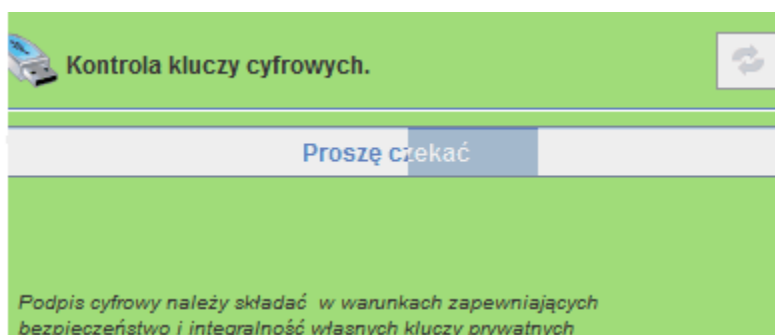 Kontrola kluczy cyfrowych.
Proszę czekać
Podpis cyfrowy należy składać w warunkach zapewniających
bezpieczeństwo i integralność własnych kluczy prywatnych